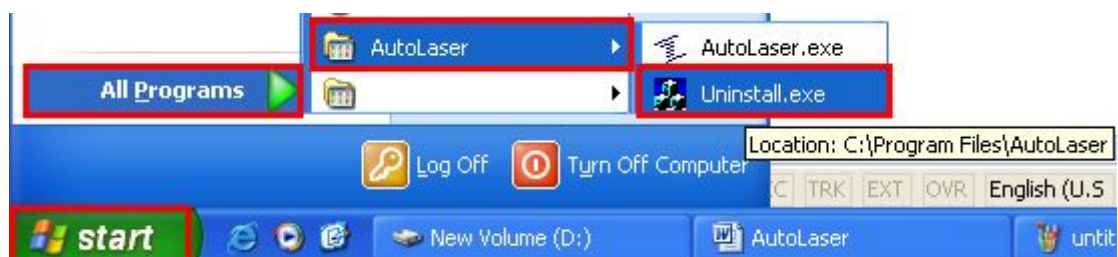 AutoLaser
AutoLaser.exe
All Programs
Uninstall.exe
Location: C:\Program Files\AutoLaser
Log Off
Turn Off Computer
TRK EXT OVR English (U.S
start
New Volume (D:)
AutoLaser
untit